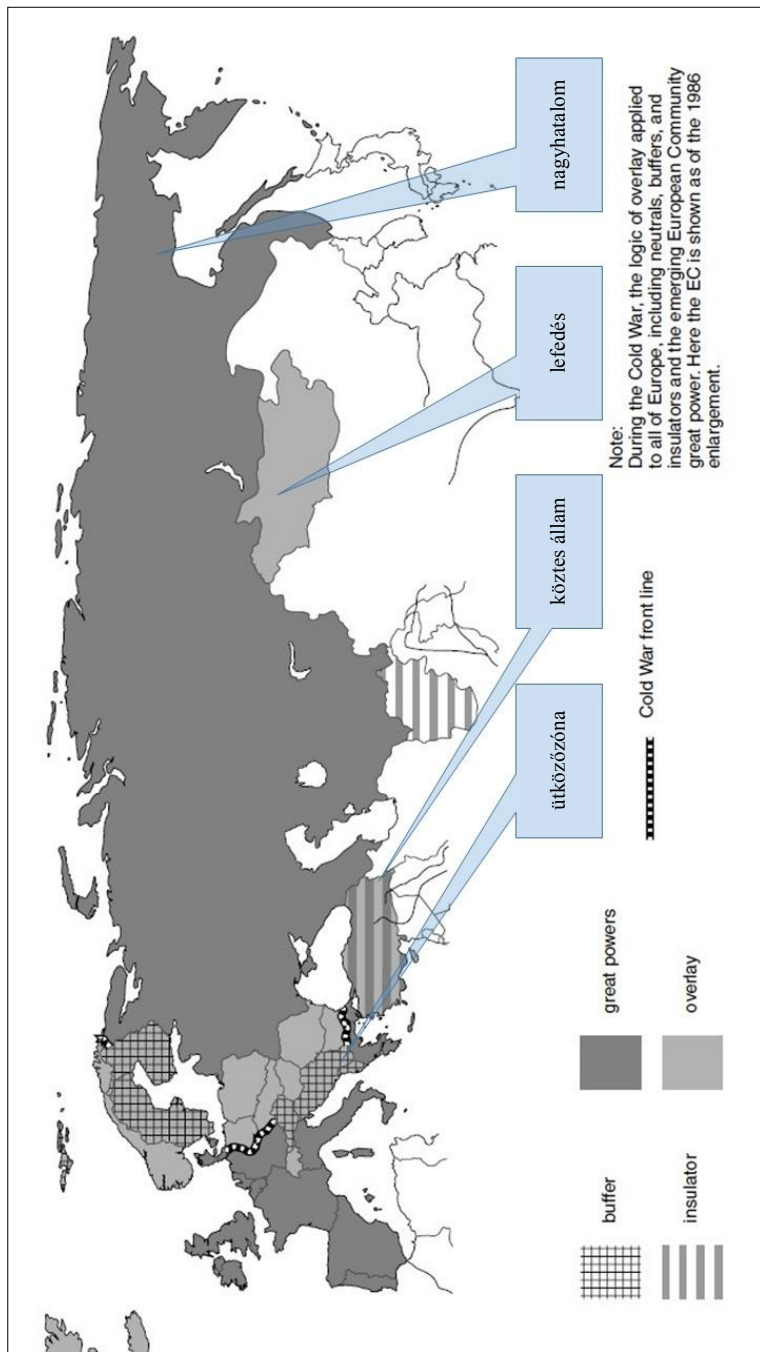 nagyhatalom
lefedés
köztes állam
ütközőzóna
Note:
During the Cold War, the logic of overlay applied
to all of Europe, including neutrals, buffers, and
insulators and the emerging European Community
great power. Here the EC is shown as of the 1986
enlargement.
Cold War front line
buffer
great powers
insulator
overlay